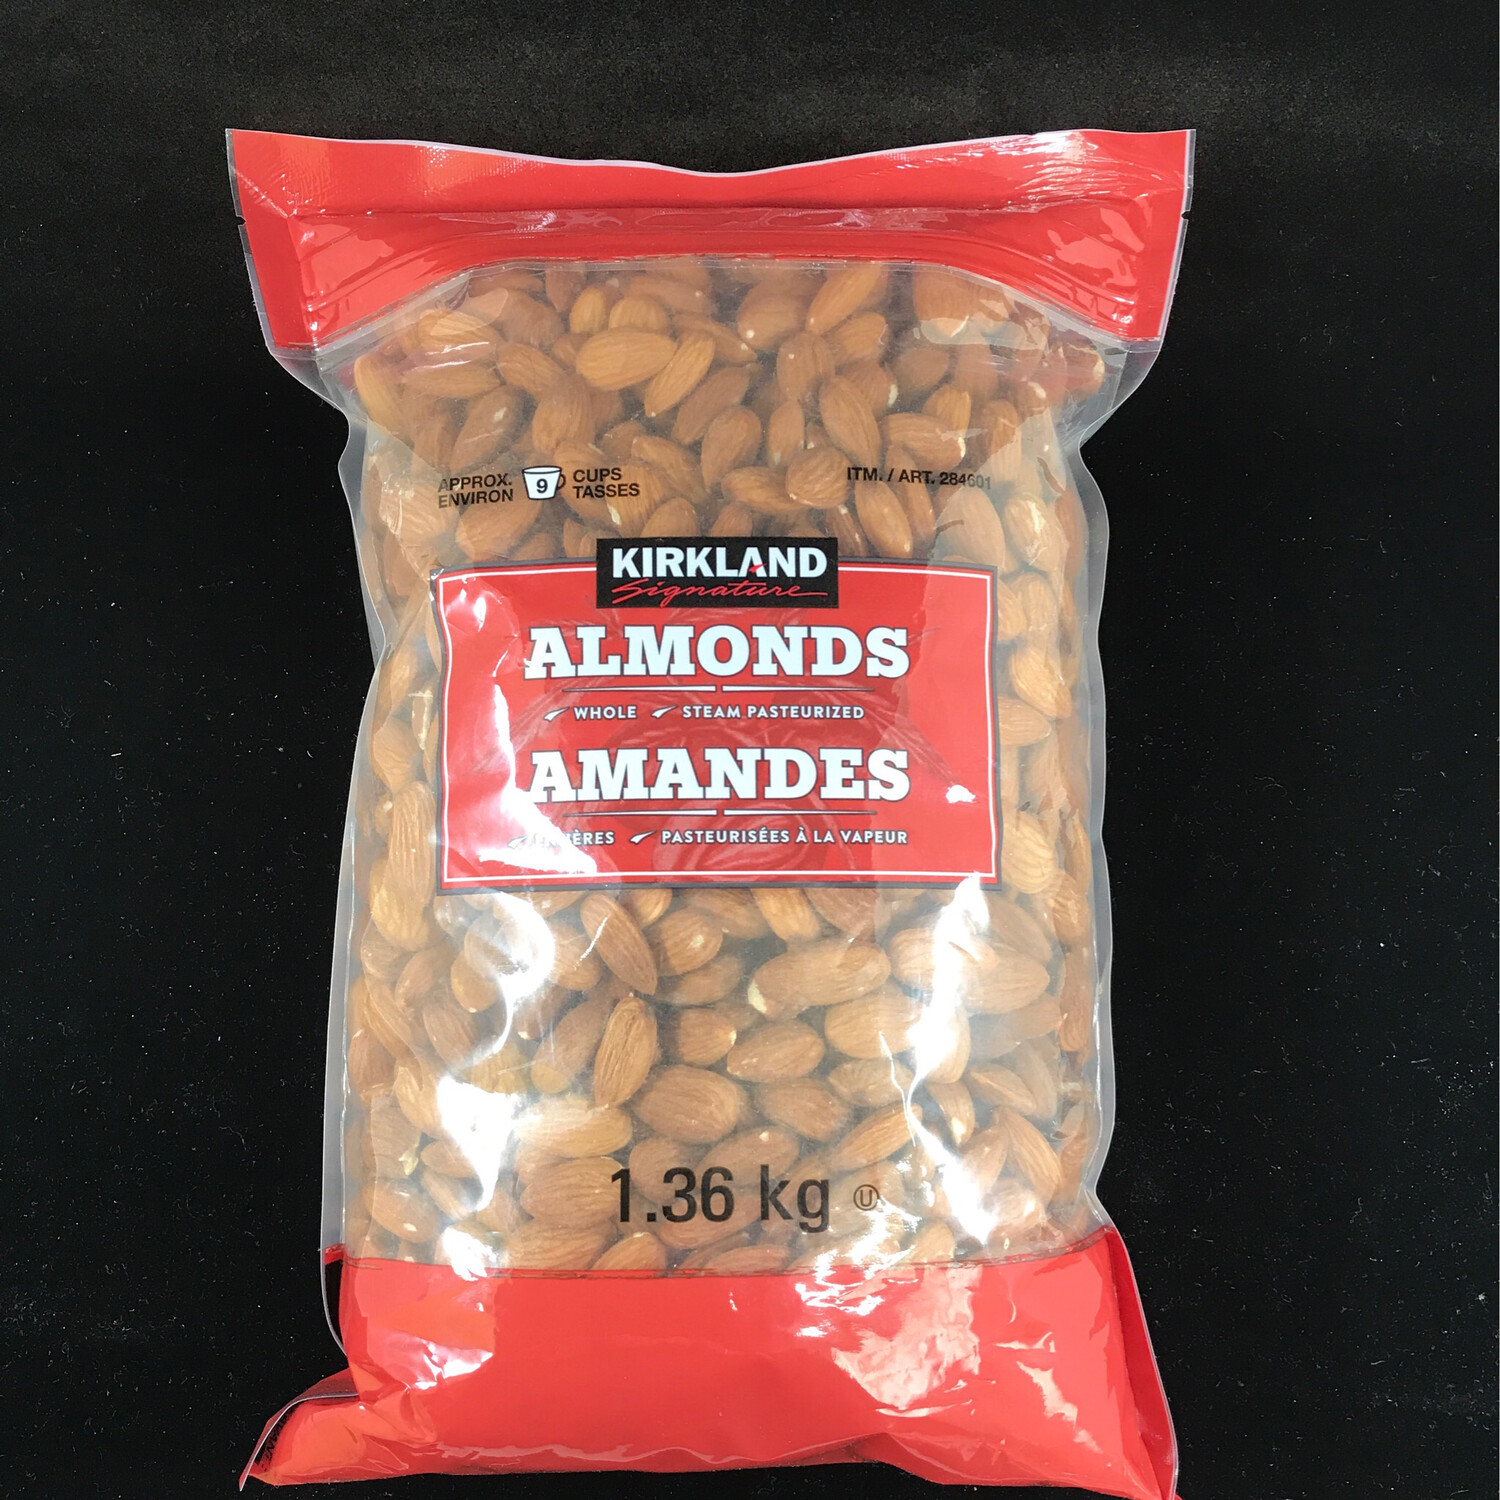 APPROX. 9 CUPS
ENVIRON TASSES
ITM. / ART. 284601
KIRKLAND
Signature
ALMONDS
WHOLE STEAM PASTEURIZED
AMANDES
PASTEURISÉES À LA VAPEUR
1.36 kg U